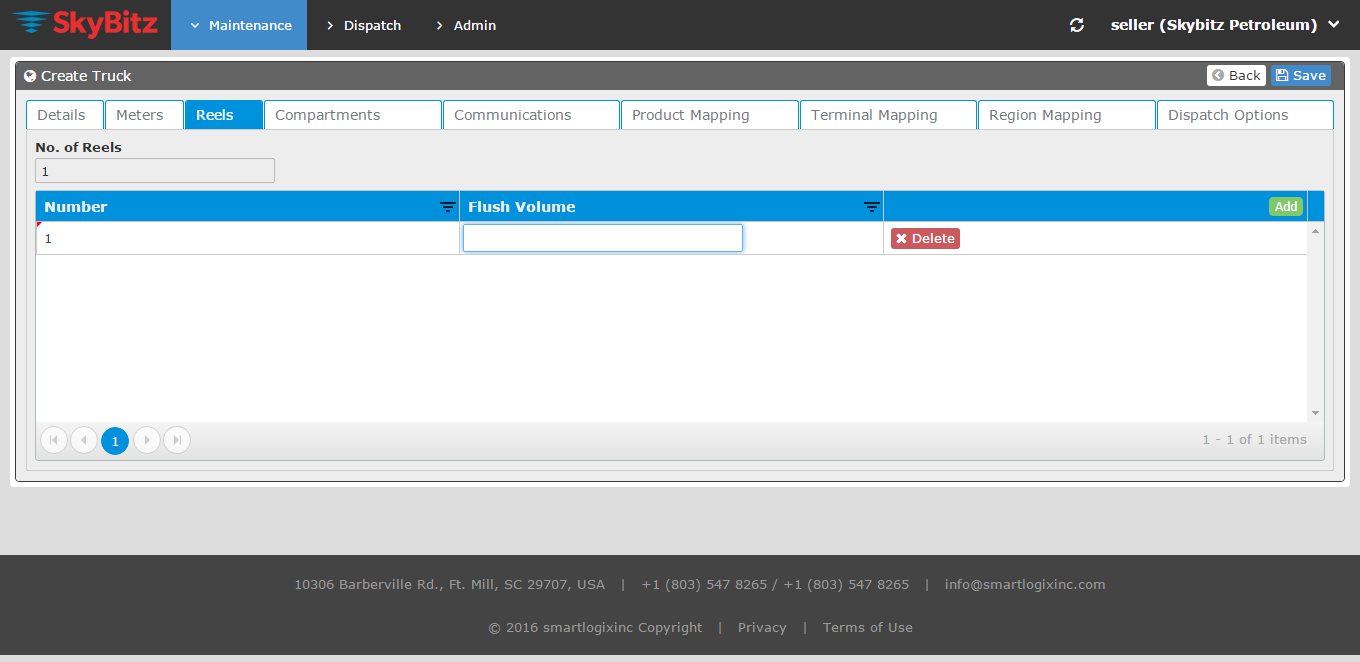 SkyBitz
Maintenance Dispatch Admin seller (Skybitz Petroleum)
Create Truck Back Save
Details Meters Reels Compartments Communications Product Mapping Terminal Mapping Region Mapping Dispatch Options
No. of Reels
1
Number Flush Volume Add
1 Delete
1 1 - 1 of 1 items
10306 Barberville Rd., Ft. Mill, SC 29707, USA | +1 (803) 547 8265 / +1 (803) 547 8265 | info@smartlogixinc.com
© 2016 smartlogixinc Copyright | Privacy | Terms of Use